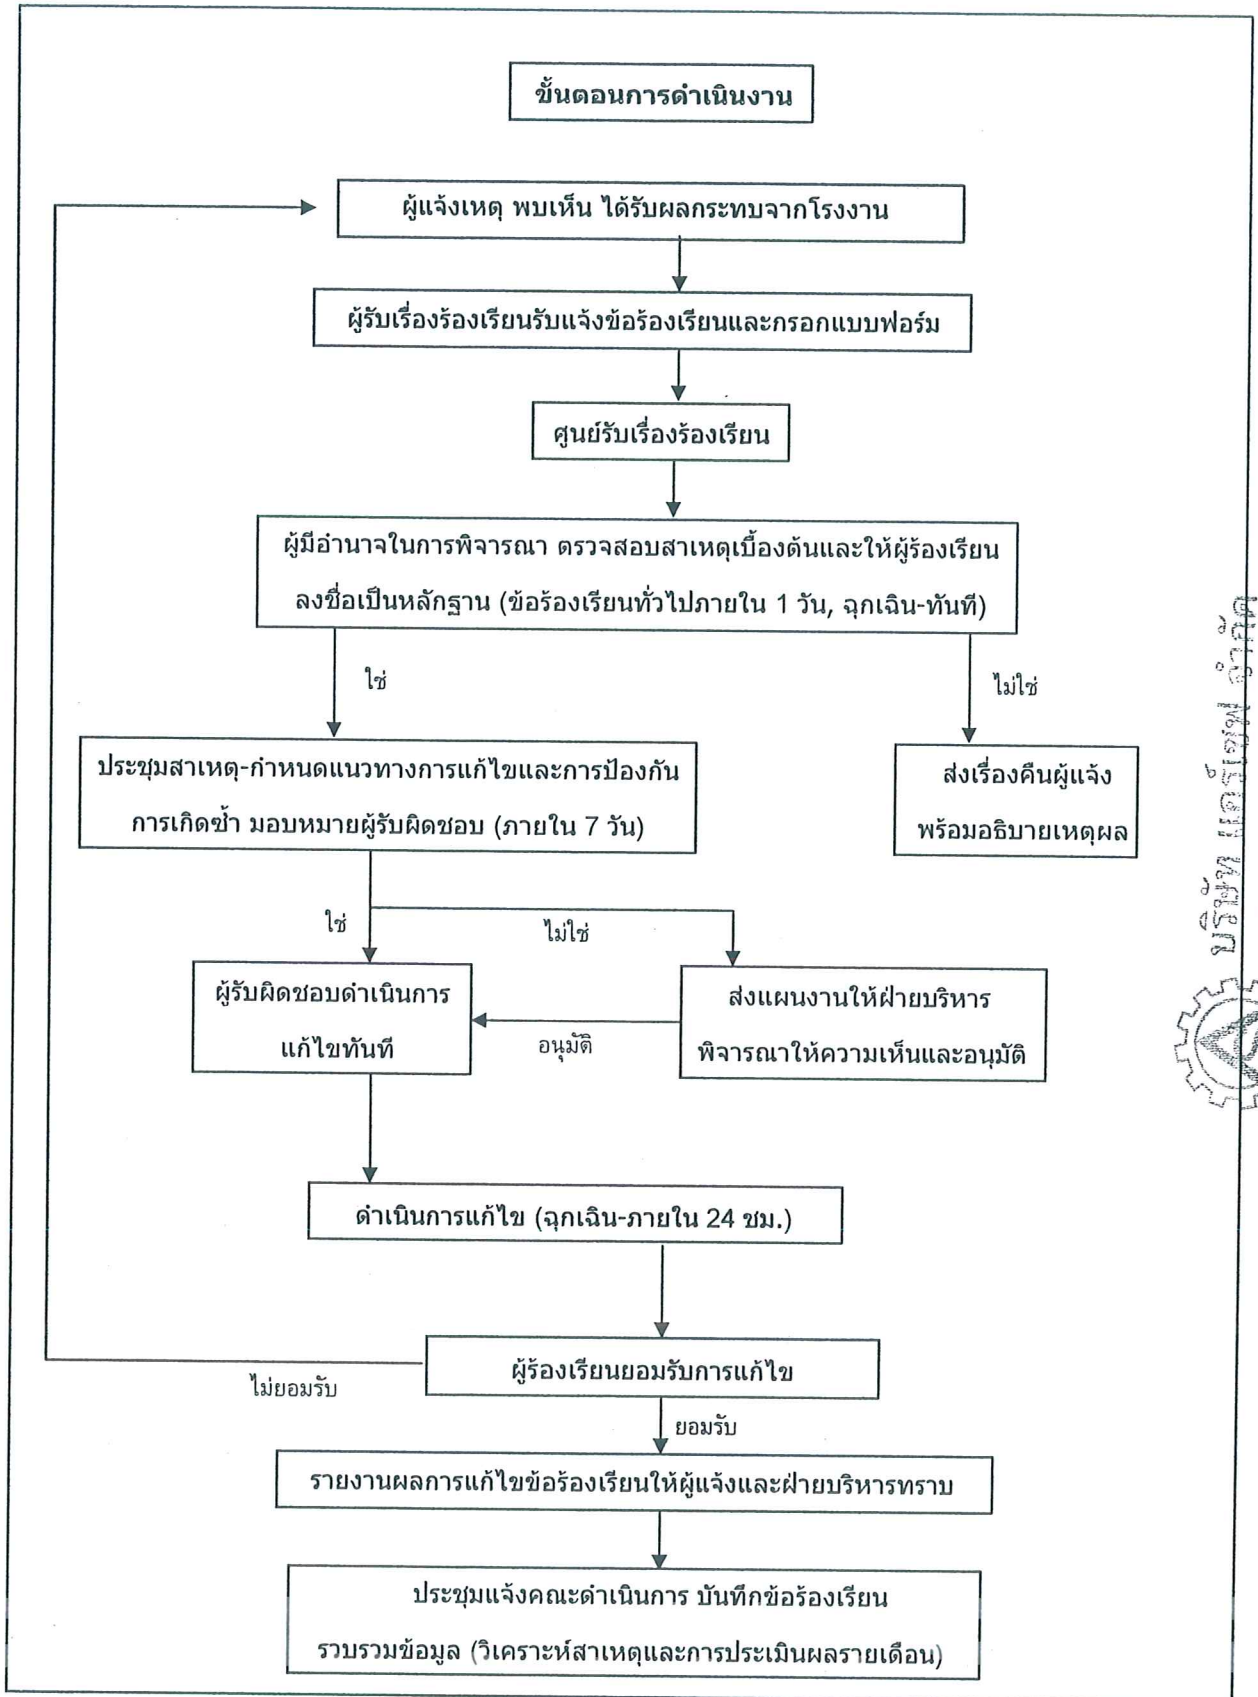 ขั้นตอนการดำเนินงาน
ผู้แจ้งเหตุ พบเห็น ได้รับผลกระทบจากโรงงาน
ผู้รับเรื่องร้องเรียนรับแจ้งข้อร้องเรียนและกรอกแบบฟอร์ม
ศูนย์รับเรื่องร้องเรียน
ผู้มีอำนาจในการพิจารณา ตรวจสอบสาเหตุเบื้องต้นและให้ผู้ร้องเรียน
ลงชื่อเป็นหลักฐาน (ข้อร้องเรียนทั่วไปภายใน 1 วัน, ฉุกเฉิน-ทันที)
ใช่
ไม่ใช่
ประชุมสาเหตุ-กำหนดแนวทางการแก้ไขและการป้องกัน
การเกิดซ้ำ มอบหมายผู้รับผิดชอบ (ภายใน 7 วัน)
ส่งเรื่องคืนผู้แจ้ง
พร้อมอธิบายเหตุผล
ใช่
ไม่ใช่
ผู้รับผิดชอบดำเนินการ
แก้ไขทันที
อนุมัติ
ส่งแผนงานให้ฝ่ายบริหาร
พิจารณาให้ความเห็นและอนุมัติ
ดำเนินการแก้ไข (ฉุกเฉิน-ภายใน 24 ชม.)
ผู้ร้องเรียนยอมรับการแก้ไข
ไม่ยอมรับ
ยอมรับ
รายงานผลการแก้ไขข้อร้องเรียนให้ผู้แจ้งและฝ่ายบริหารทราบ
ประชุมแจ้งคณะดำเนินการ บันทึกข้อร้องเรียน
รวบรวมข้อมูล (วิเคราะห์สาเหตุและการประเมินผลรายเดือน)
บริษัท
จำกัด